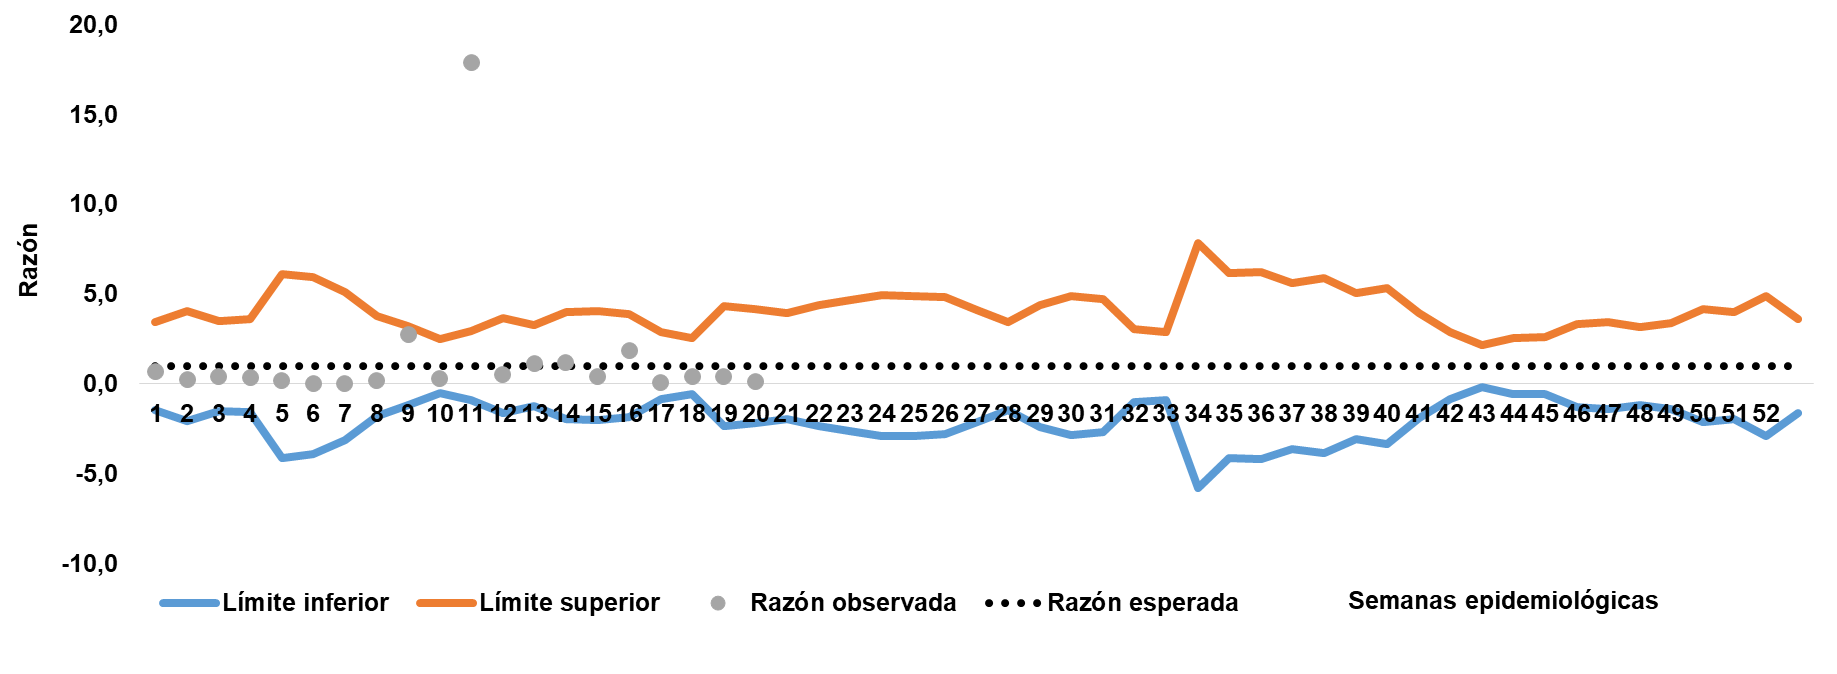 20,0
15,0
10,0
5,0
0,0
-5,0
-10,0
Razón
1 2 3 4 5 6 7 8 9 10 11 12 13 14 15 16 17 18 19 20 21 22 23 24 25 26 27 28 29 30 31 32 33 34 35 36 37 38 39 40 41 42 43 44 45 46 47 48 49 50 51 52
Límite inferior Límite superior Razón observada Razón esperada Semanas epidemiológicas